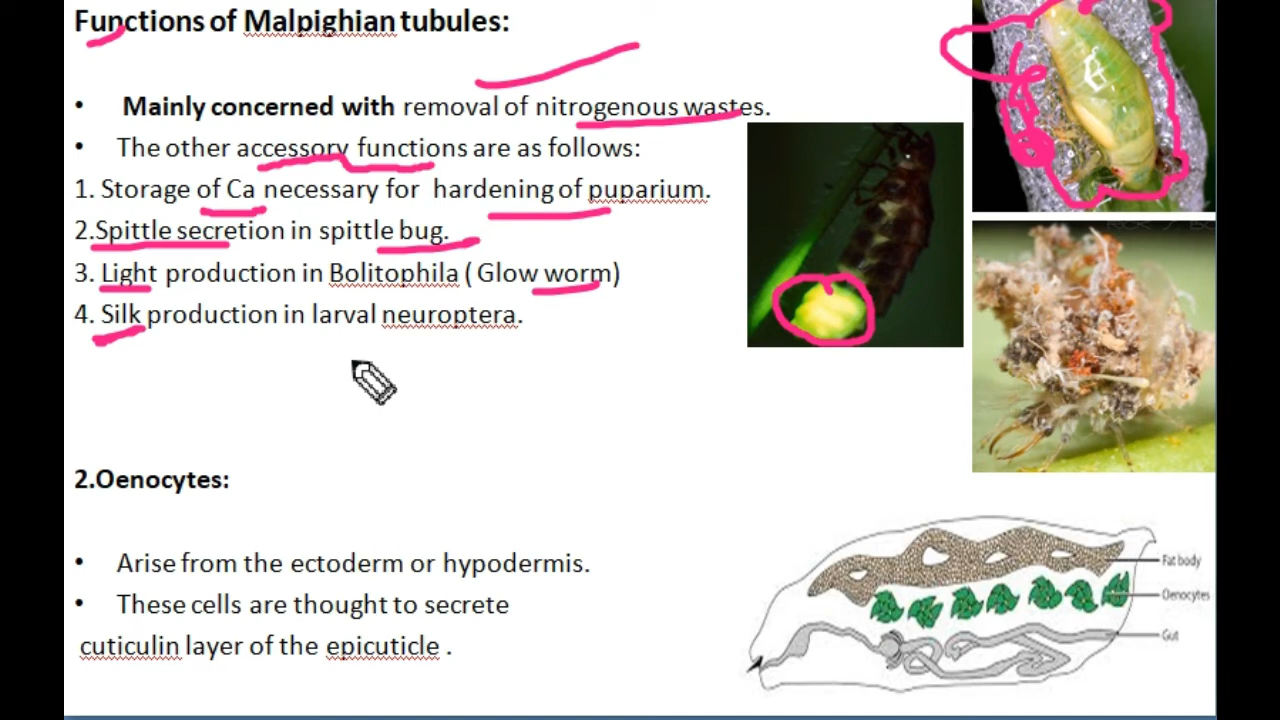 Functions of Malpighian tubules:
• Mainly concerned with removal of nitrogenous wastes.
• The other accessory functions are as follows:
1. Storage of Ca necessary for hardening of puparium.
2.Spittle secretion in spittle bug.
3. Light production in Bolitophila ( Glow worm)
4. Silk production in larval neuroptera.
2.Oenocytes:
• Arise from the ectoderm or hypodermis.
• These cells are thought to secrete
cuticulin layer of the epicuticle .
Fat body
Oenocytes
Gut